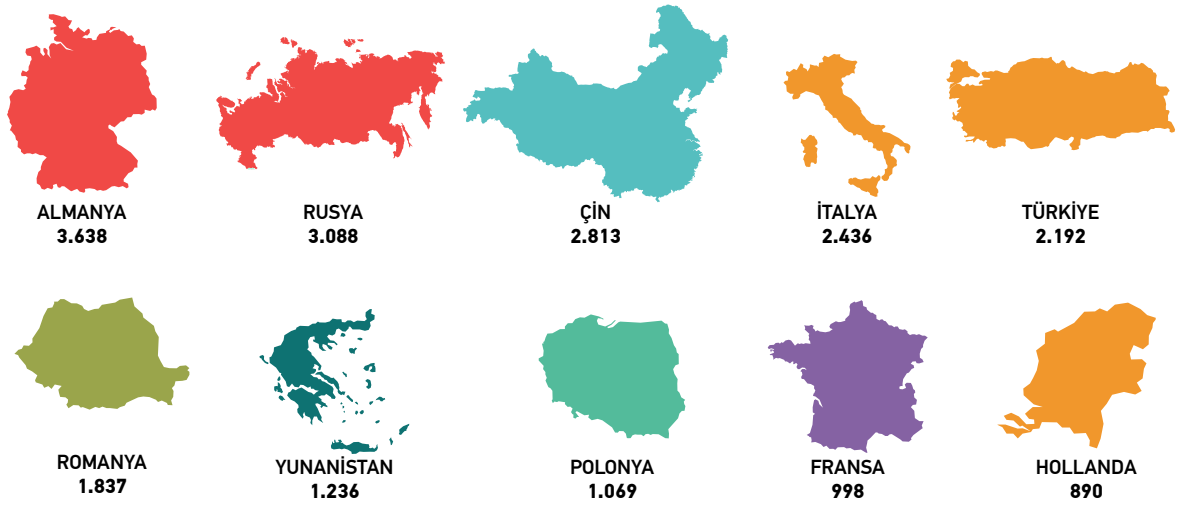 ALMANYA
3.638
RUSYA
3.088
ÇİN
2.813
İTALYA
2.436
TÜRKİYE
2.192
ROMANYA
1.837
YUNANİSTAN
1.236
POLONYA
1.069
FRANSA
998
HOLLANDA
890